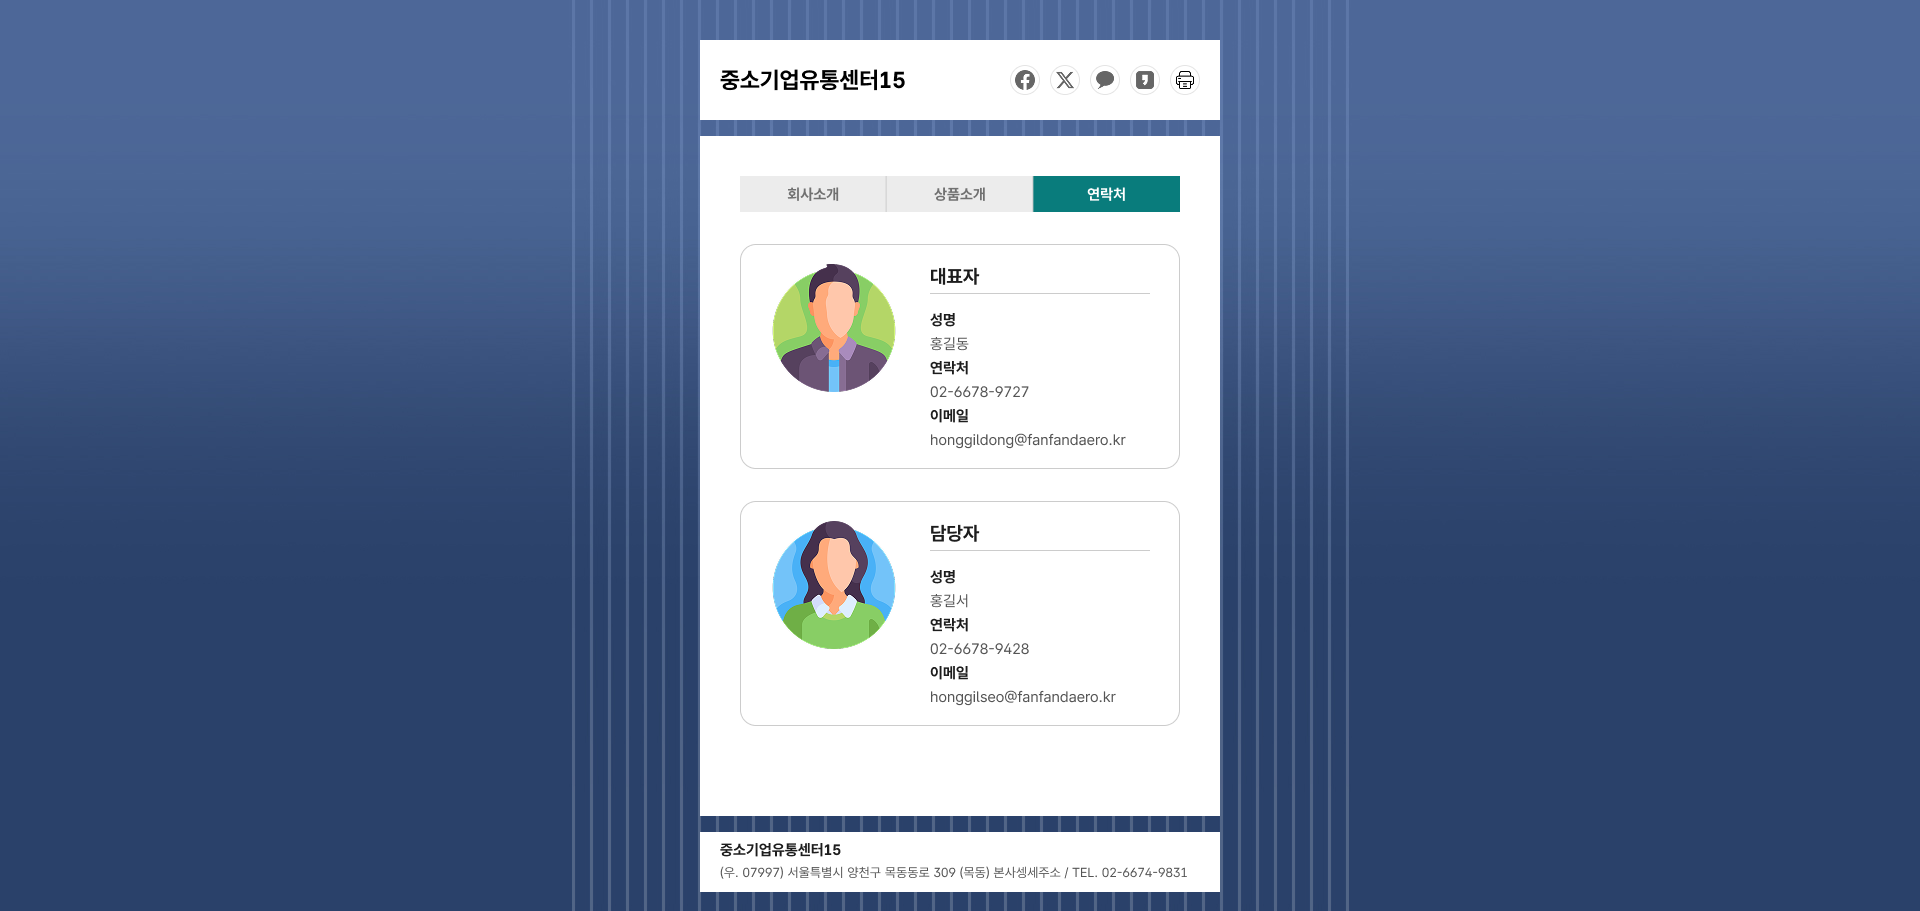 중소기업유통센터15
회사소개
상품소개
연락처
대표자
성명
홍길동
연락처
02-6678-9727
이메일
honggildong@fanfandaero.kr
담당자
성명
홍길서
연락처
02-6678-9428
이메일
honggilseo@fanfandaero.kr
중소기업유통센터15
(우. 07997) 서울특별시 양천구 목동동로 309 (목동) 본사셍세주소 / TEL. 02-6674-9831